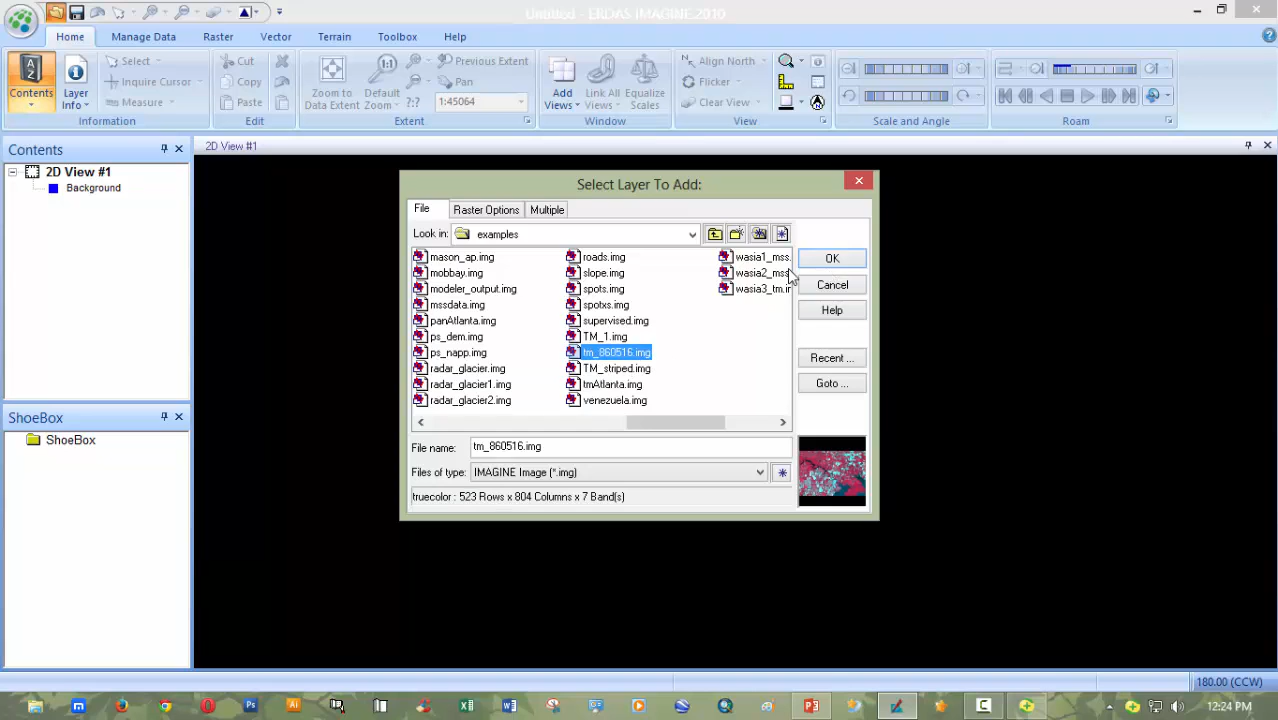 Untitled - ERDAS IMAGINE 2010
Home Manage Data Raster Vector Terrain Toolbox Help
Contents
Layer Info
Select
Inquire Cursor
Measure
Information
Cut
Copy
Paste
Edit
Zoom to Data Extent
Default Zoom
Previous Extent
Pan
?:?
1:45064
Extent
Add Views
Link All Views
Equalize Scales
Window
Align North
Flicker
Clear View
View
Scale and Angle
Roam
Contents
2D View #1
Background
2D View #1
ShoeBox
ShoeBox
Select Layer To Add:
File Raster Options Multiple
Look in: examples
mason_ap.img
mobbay.img
modeler_output.img
mssdata.img
panAtlanta.img
ps_dem.img
ps_napp.img
radar_glacier.img
radar_glacier1.img
radar_glacier2.img
roads.img
slope.img
spots.img
spotxs.img
supervised.img
TM_1.img
tm_860516.img
TM_striped.img
tmAtlanta.img
venezuela.img
wasia1_mss.
wasia2_mss
wasia3_tm.ir
OK
Cancel
Help
Recent ...
Goto ...
File name: tm_860516.img
Files of type: IMAGINE Image (*.img)
truecolor : 523 Rows x 804 Columns x 7 Band(s)
180.00 (CCW)
12:24 PM